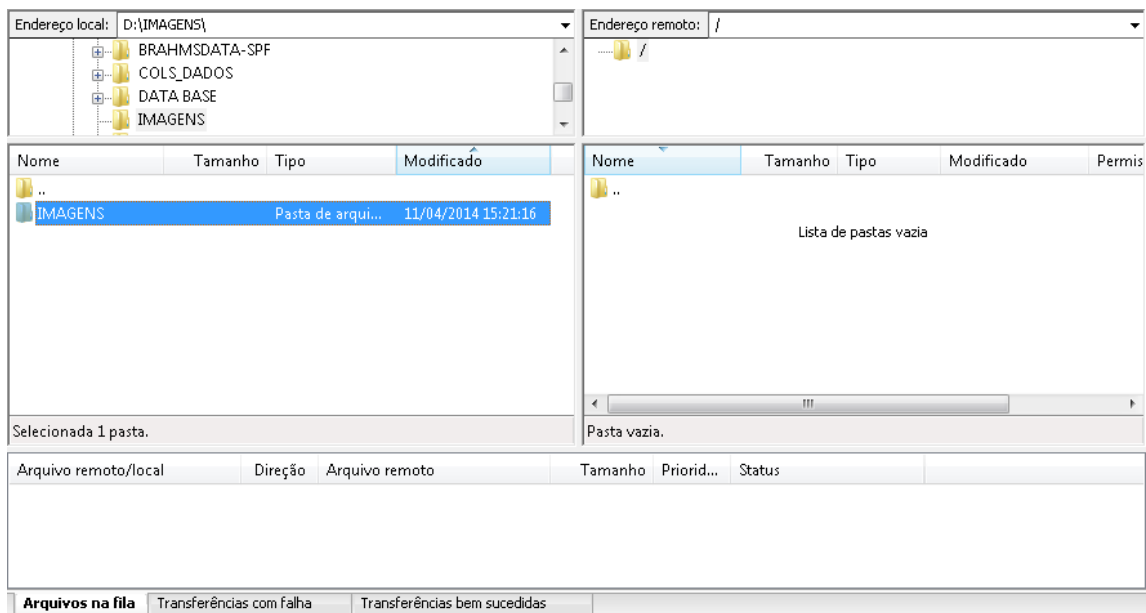 Endereço local: D:\IMAGENS\
BRAHMSDATA-SPF
COLS_DADOS
DATA BASE
IMAGENS
Nome Tamanho Tipo Modificado
..
IMAGENS Pasta de arqui... 11/04/2014 15:21:16
Selecionada 1 pasta.
Endereço remoto: /
/
Nome Tamanho Tipo Modificado Permis
..
Lista de pastas vazia
Pasta vazia.
Arquivo remoto/local Direção Arquivo remoto Tamanho Priorid... Status
Arquivos na fila Transferências com falha Transferências bem sucedidas